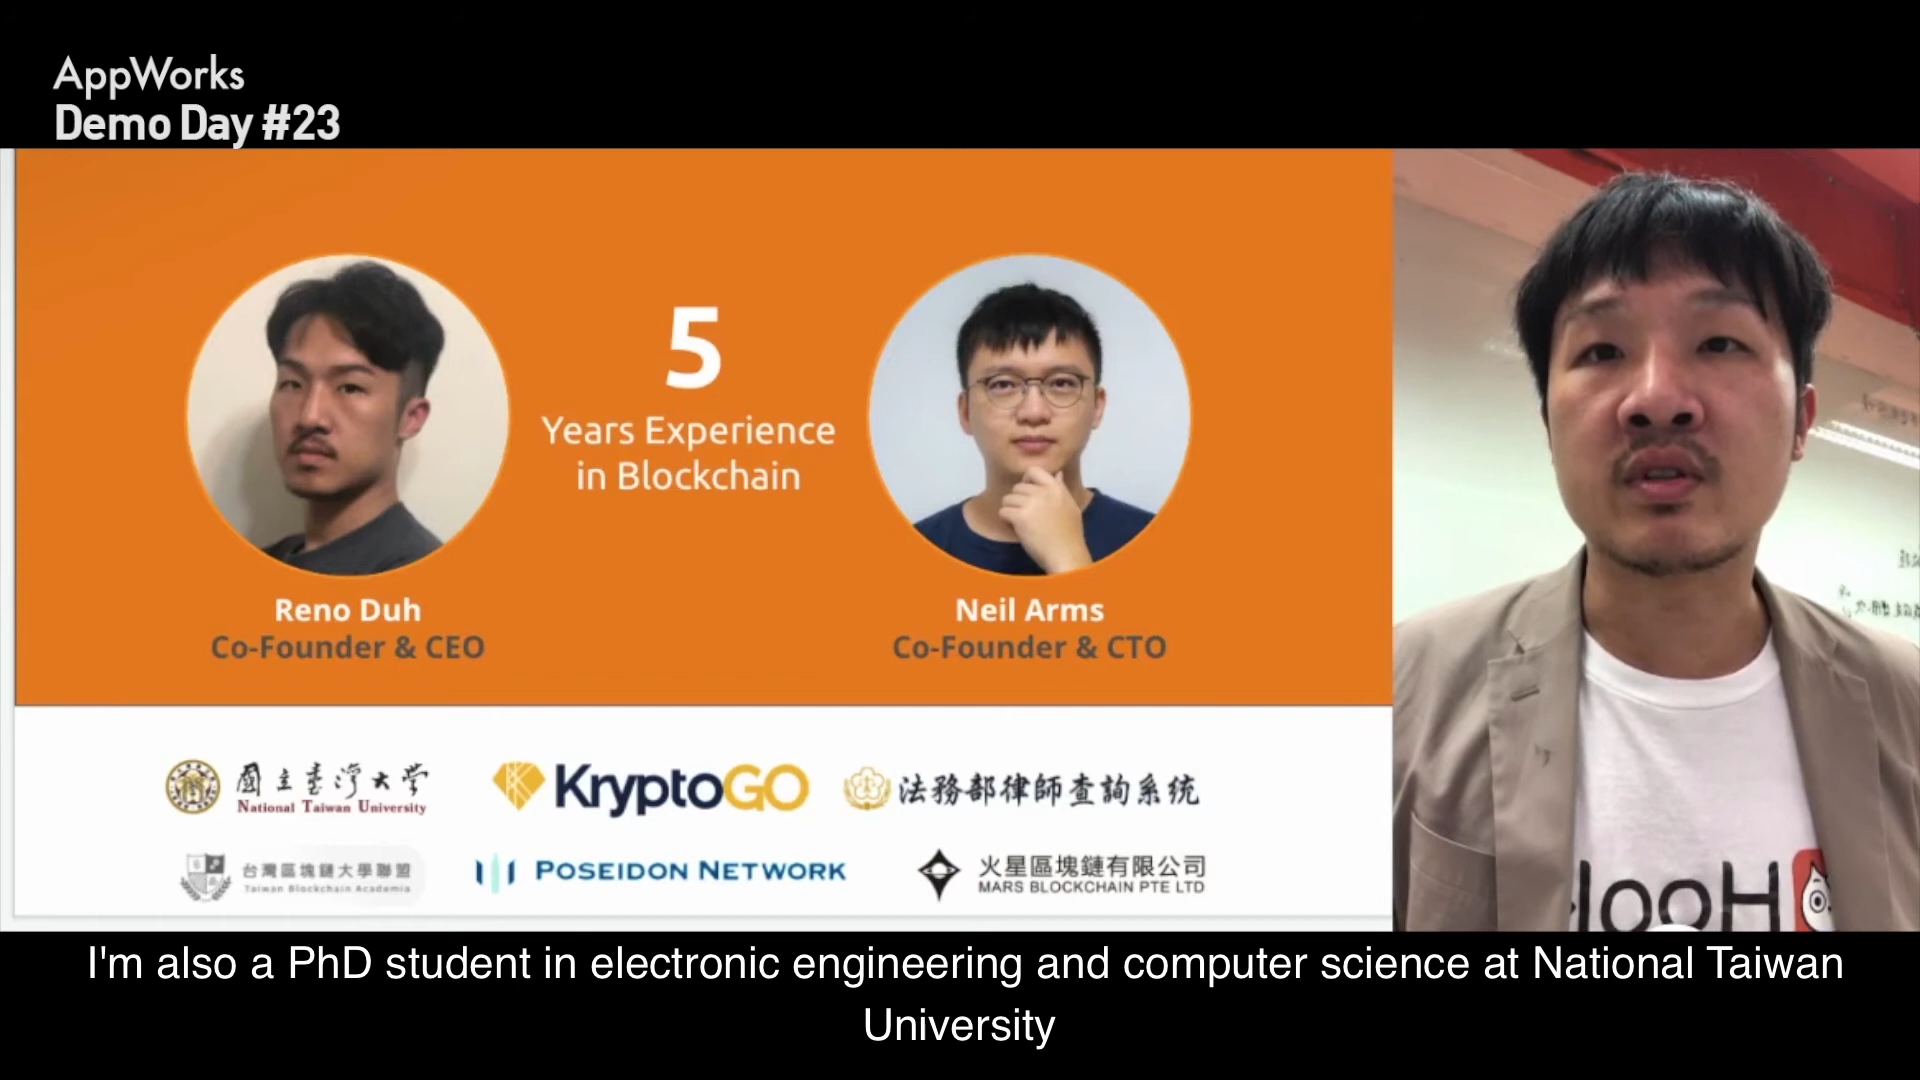 AppWorks
Demo Day #23
5
Years Experience
in Blockchain
Reno Duh
Co-Founder & CEO
Neil Arms
Co-Founder & CTO
國立臺灣大學
National Taiwan University
KryptoGO
法務部律師查詢系統
台灣區塊鏈大學聯盟
Taiwan Blockchain Academia
POSEIDON NETWORK
火星區塊鏈有限公司
MARS BLOCKCHAIN PTE LTD
I'm also a PhD student in electronic engineering and computer science at National Taiwan
University